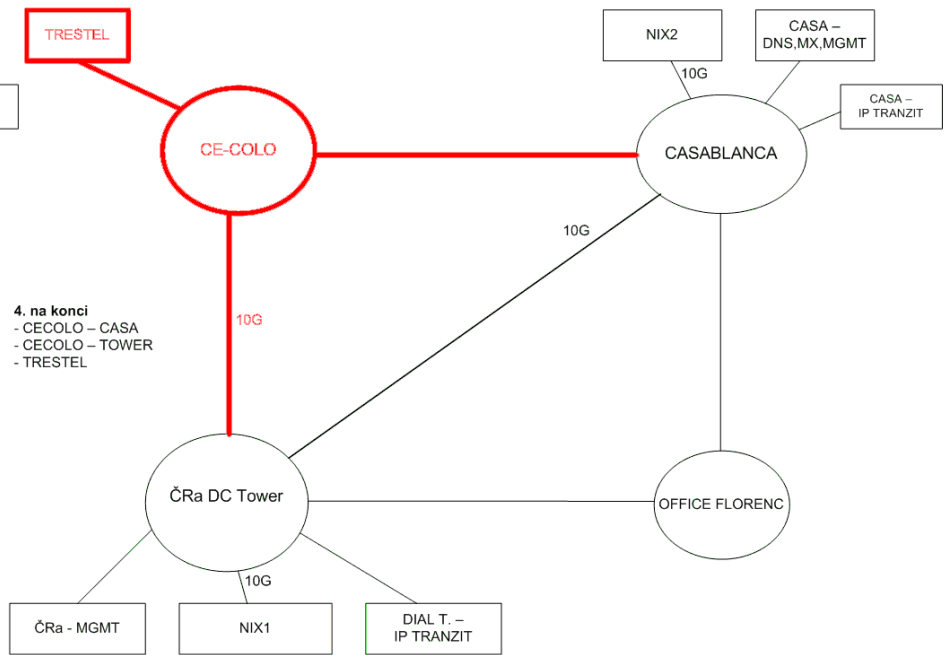 TRESTEL
NIX2
CASA –
DNS,MX,MGMT
10G
CASA –
IP TRANZIT
CE-COLO
CASABLANCA
10G
10G
4. na konci
- CECOLO – CASA
- CECOLO – TOWER
- TRESTEL
ČRa DC Tower
OFFICE FLORENC
10G
ČRa - MGMT
NIX1
DIAL T. –
IP TRANZIT